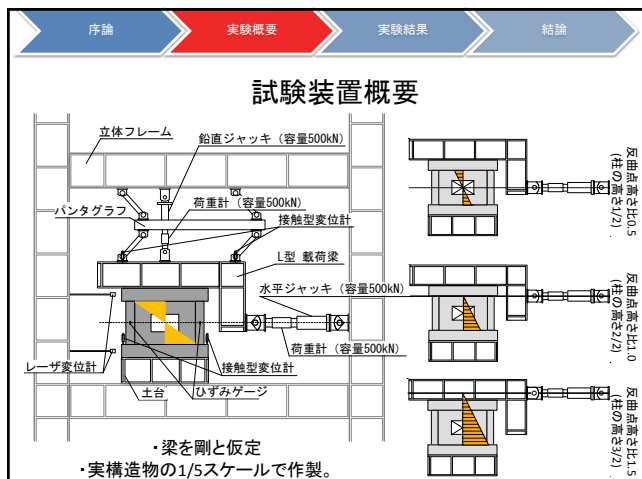 序論
実験概要
実験結果
結論
試験装置概要
立体フレーム
鉛直ジャッキ（容量500kN）
荷重計（容量500kN）
パンタグラフ
接触型変位計
L型 載荷梁
水平ジャッキ（容量500kN）
荷重計（容量500kN）
レーザ変位計
接触型変位計
土台
ひずみゲージ
・梁を剛と仮定
・実構造物の1/5スケールで作製。
反曲点高さ比0.5
(柱の高さ1/2）.
反曲点高さ比1.0
(柱の高さ2/2）.
反曲点高さ比1.5
(柱の高さ3/2）.